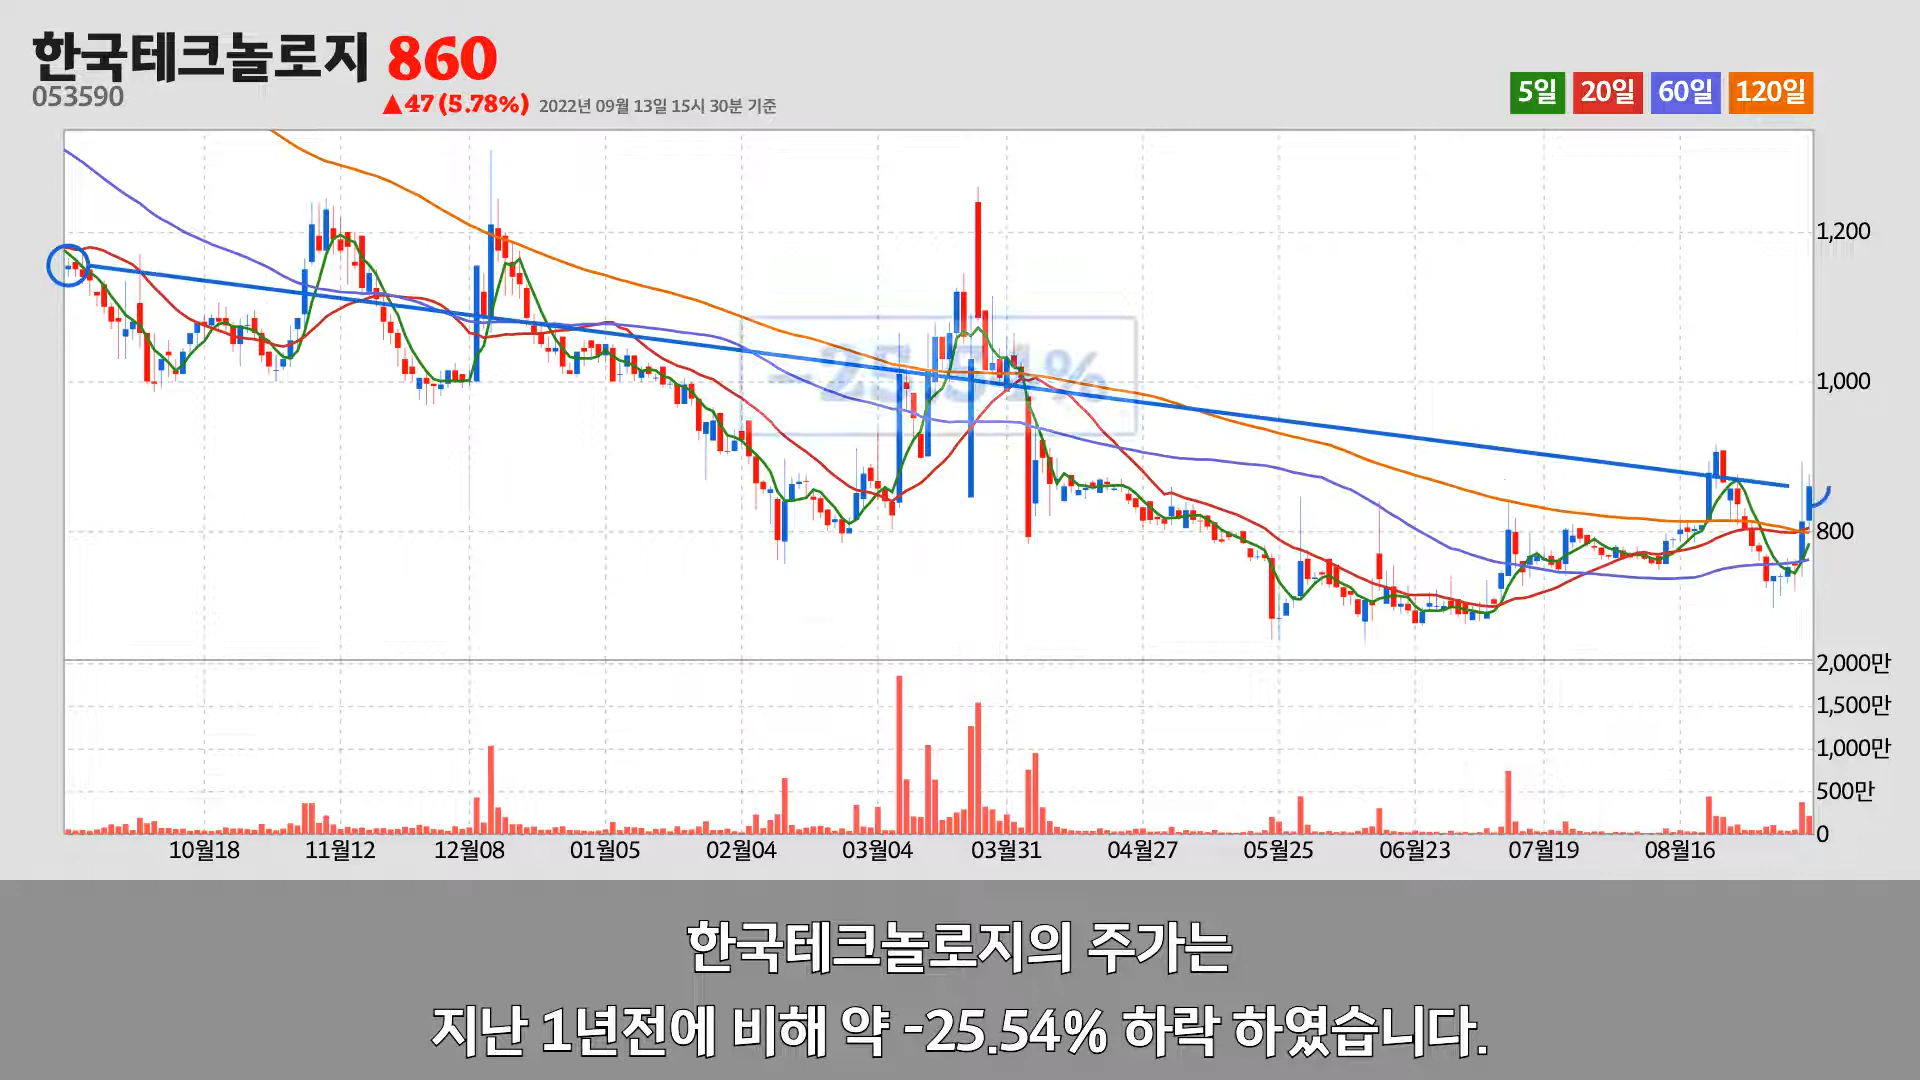 한국테크놀로지 860
053590
▲47 (5.78%) 2022년 09월 13일 15시 30분 기준
5일 20일 60일 120일
1,200
1,000
800
2,000만
1,500만
1,000만
500만
0
10월18 11월12 12월08 01월05 02월04 03월04 03월31 04월27 05월25 06월23 07월19 08월16
한국테크놀로지의 주가는
지난 1년전에 비해 약 -25.54% 하락 하였습니다.